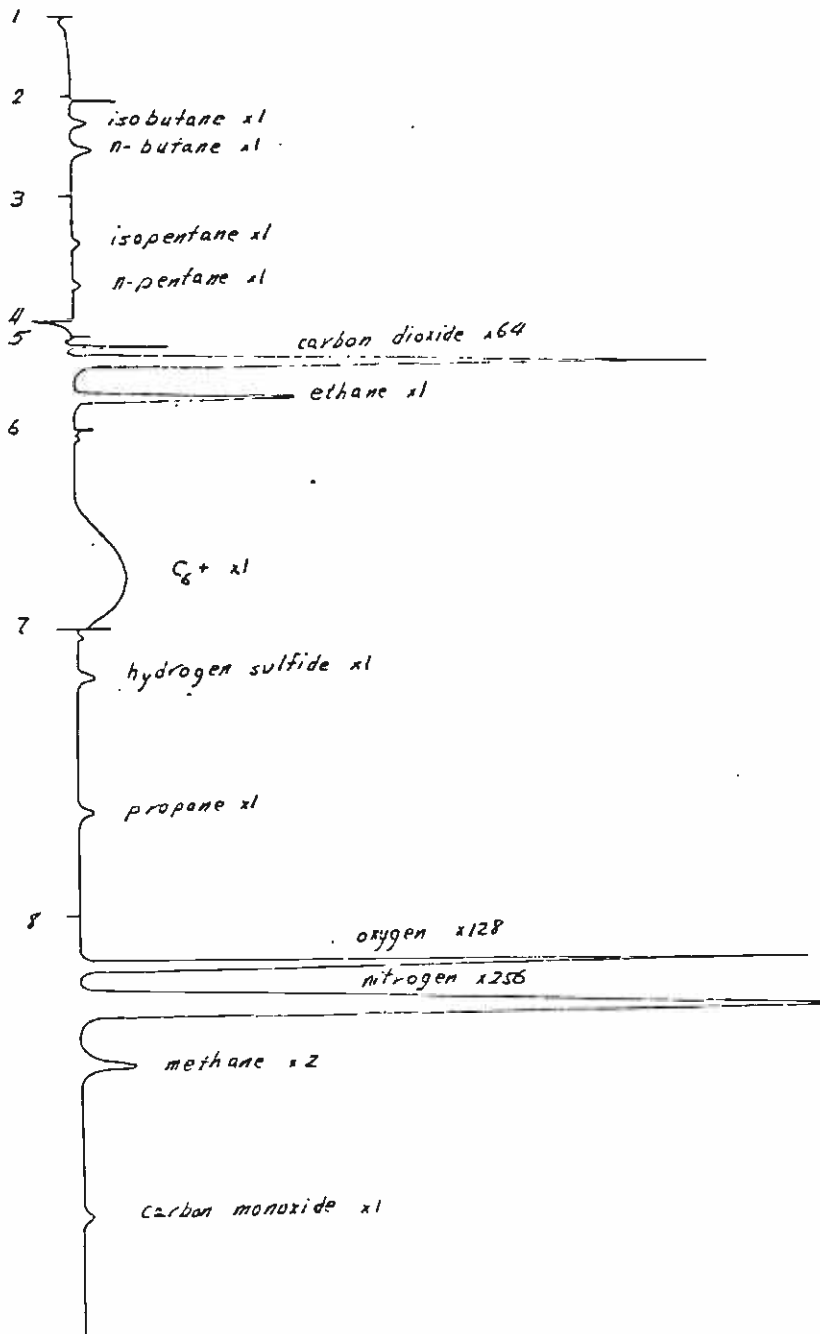 1
2
isobutane x1
n-butane x1
3
isopentane x1
n-pentane x1
4
5
carbon dioxide x64
ethane x1
6
C₆+ x1
7
hydrogen sulfide x1
propane x1
8
oxygen x128
nitrogen x256
methane x2
carbon monoxide x1